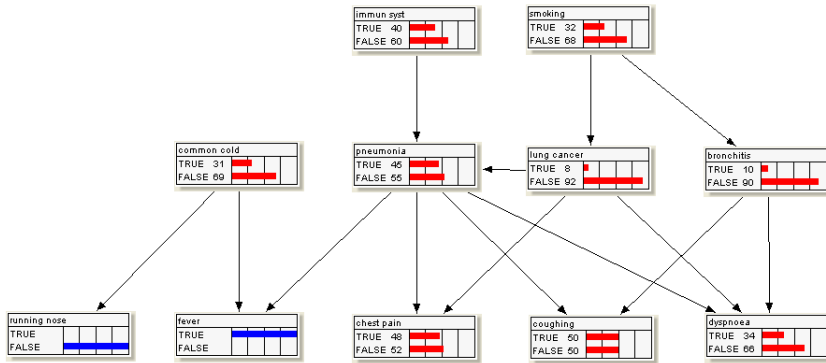 immun syst
TRUE 40
FALSE 60
smoking
TRUE 32
FALSE 68
common cold
TRUE 31
FALSE 69
pneumonia
TRUE 45
FALSE 55
lung cancer
TRUE 8
FALSE 92
bronchitis
TRUE 10
FALSE 90
running nose
TRUE
FALSE
fever
TRUE
FALSE
chest pain
TRUE 48
FALSE 52
coughing
TRUE 50
FALSE 50
dyspnoea
TRUE 34
FALSE 66